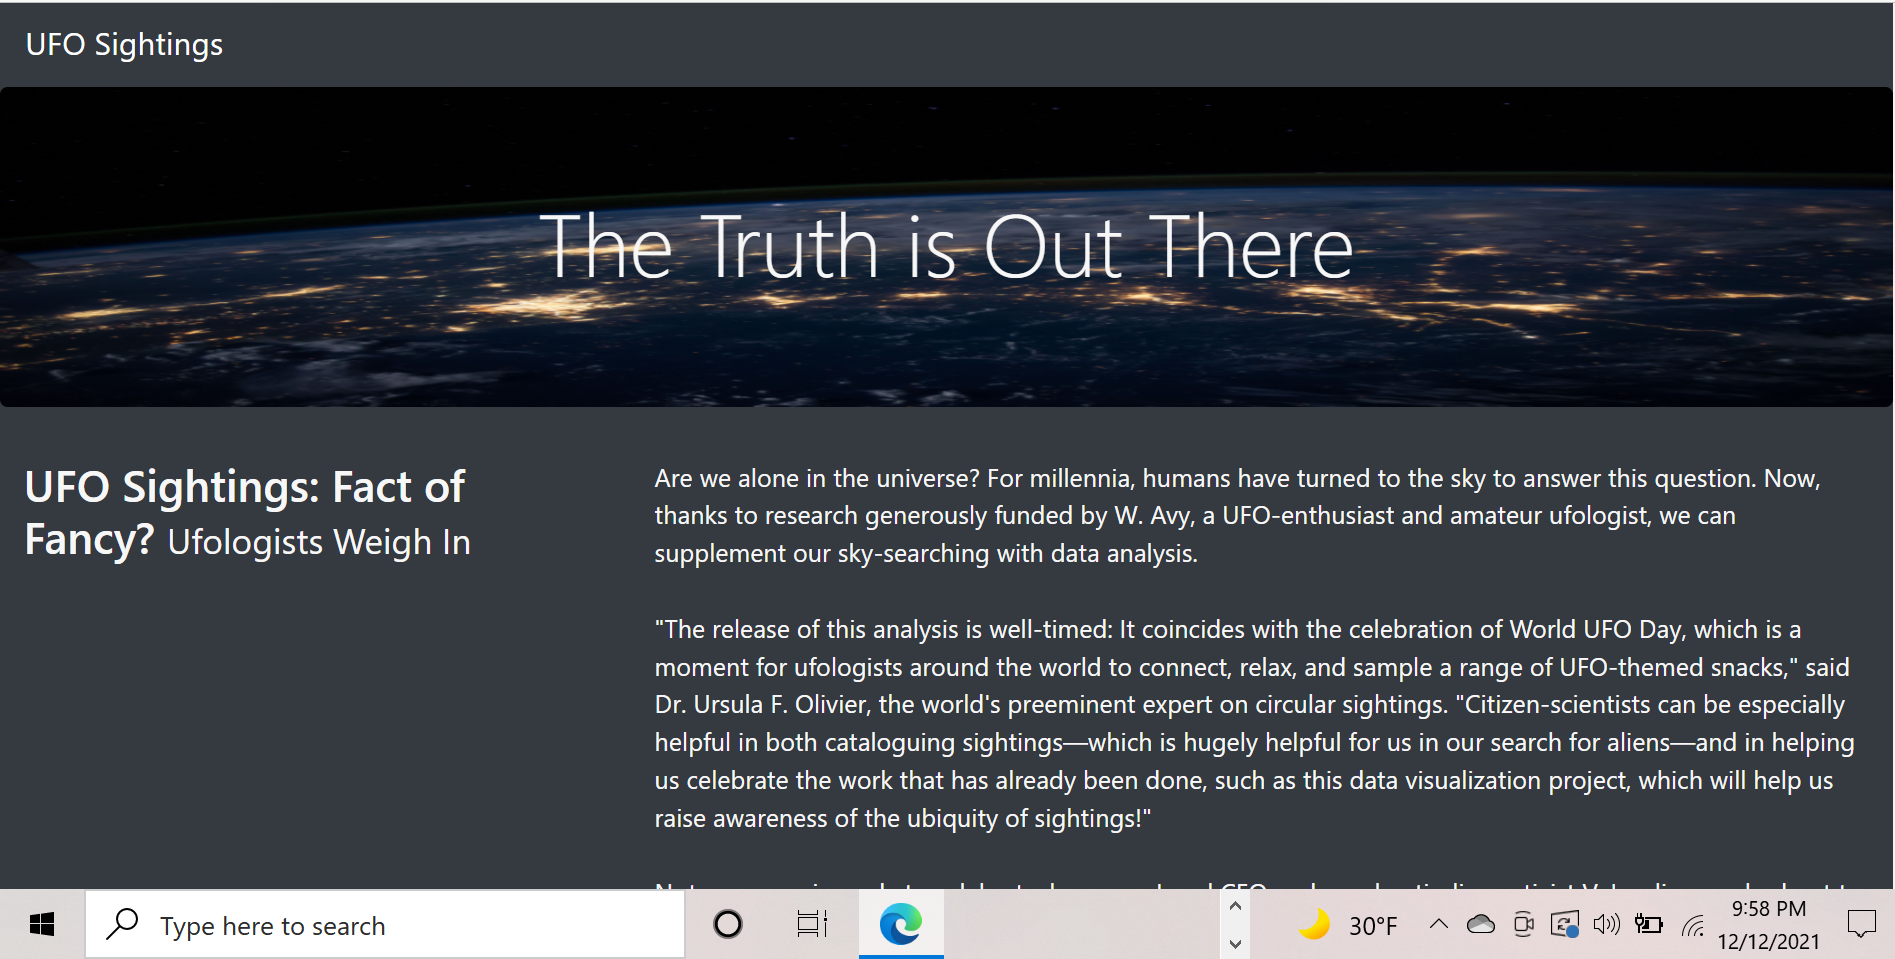 UFO Sightings
The Truth is Out There
UFO Sightings: Fact of
Fancy? Ufologists Weigh In
Are we alone in the universe? For millennia, humans have turned to the sky to answer this question. Now,
thanks to research generously funded by W. Avy, a UFO-enthusiast and amateur ufologist, we can
supplement our sky-searching with data analysis.
"The release of this analysis is well-timed: It coincides with the celebration of World UFO Day, which is a
moment for ufologists around the world to connect, relax, and sample a range of UFO-themed snacks," said
Dr. Ursula F. Olivier, the world's preeminent expert on circular sightings. "Citizen-scientists can be especially
helpful in both cataloguing sightings—which is hugely helpful for us in our search for aliens—and in helping
us celebrate the work that has already been done, such as this data visualization project, which will help us
raise awareness of the ubiquity of sightings!"
Type here to search
30°F
9:58 PM
12/12/2021